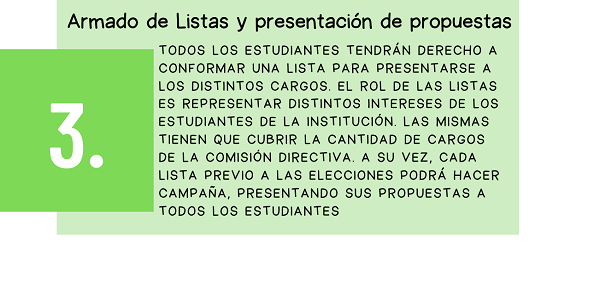 Armado de Listas y presentación de propuestas
3.
TODOS LOS ESTUDIANTES TENDRÁN DERECHO A
CONFORMAR UNA LISTA PARA PRESENTARSE A
LOS DISTINTOS CARGOS. EL ROL DE LAS LISTAS
ES REPRESENTAR DISTINTOS INTERESES DE LOS
ESTUDIANTES DE LA INSTITUCIÓN. LAS MISMAS
TIENEN QUE CUBRIR LA CANTIDAD DE CARGOS
DE LA COMISIÓN DIRECTIVA. A SU VEZ, CADA
LISTA PREVIO A LAS ELECCIONES PODRÁ HACER
CAMPAÑA, PRESENTANDO SUS PROPUESTAS A
TODOS LOS ESTUDIANTES